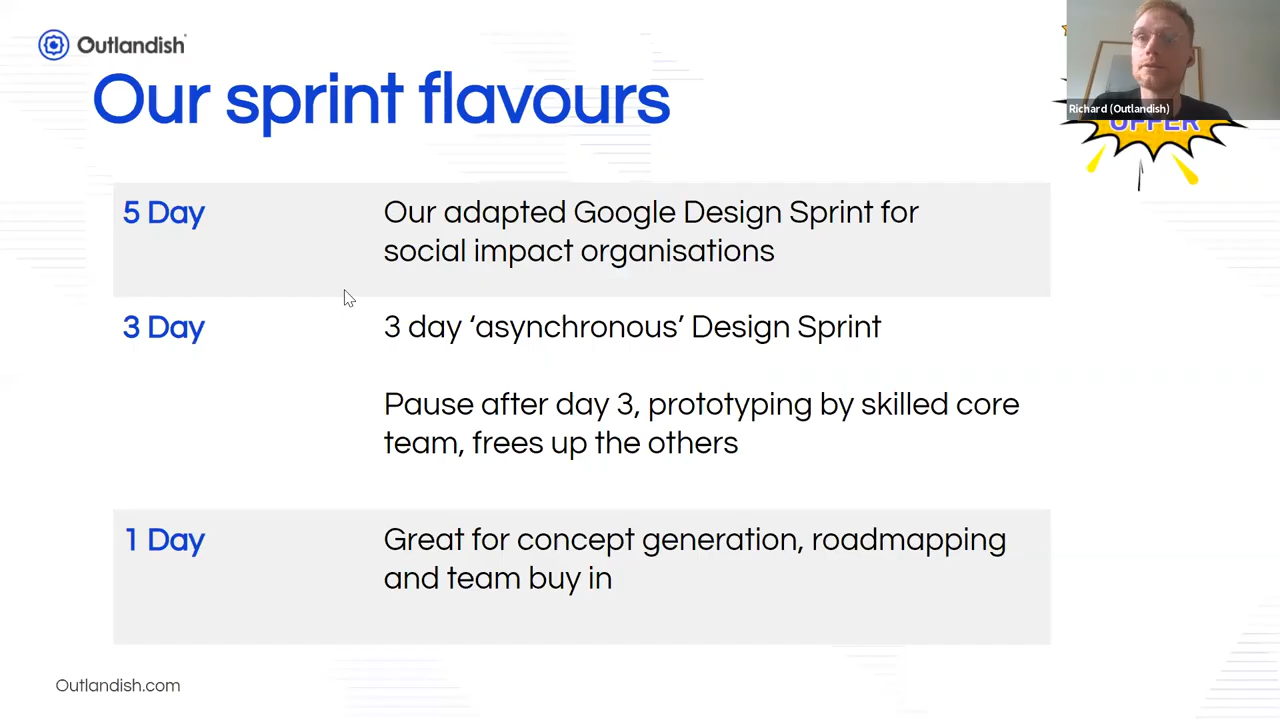 Outlandish
Our sprint flavours
Richard (Outlandish)
OFFER
5 Day
Our adapted Google Design Sprint for
social impact organisations
3 Day
3 day ‘asynchronous’ Design Sprint
Pause after day 3, prototyping by skilled core
team, frees up the others
1 Day
Great for concept generation, roadmapping
and team buy in
Outlandish.com